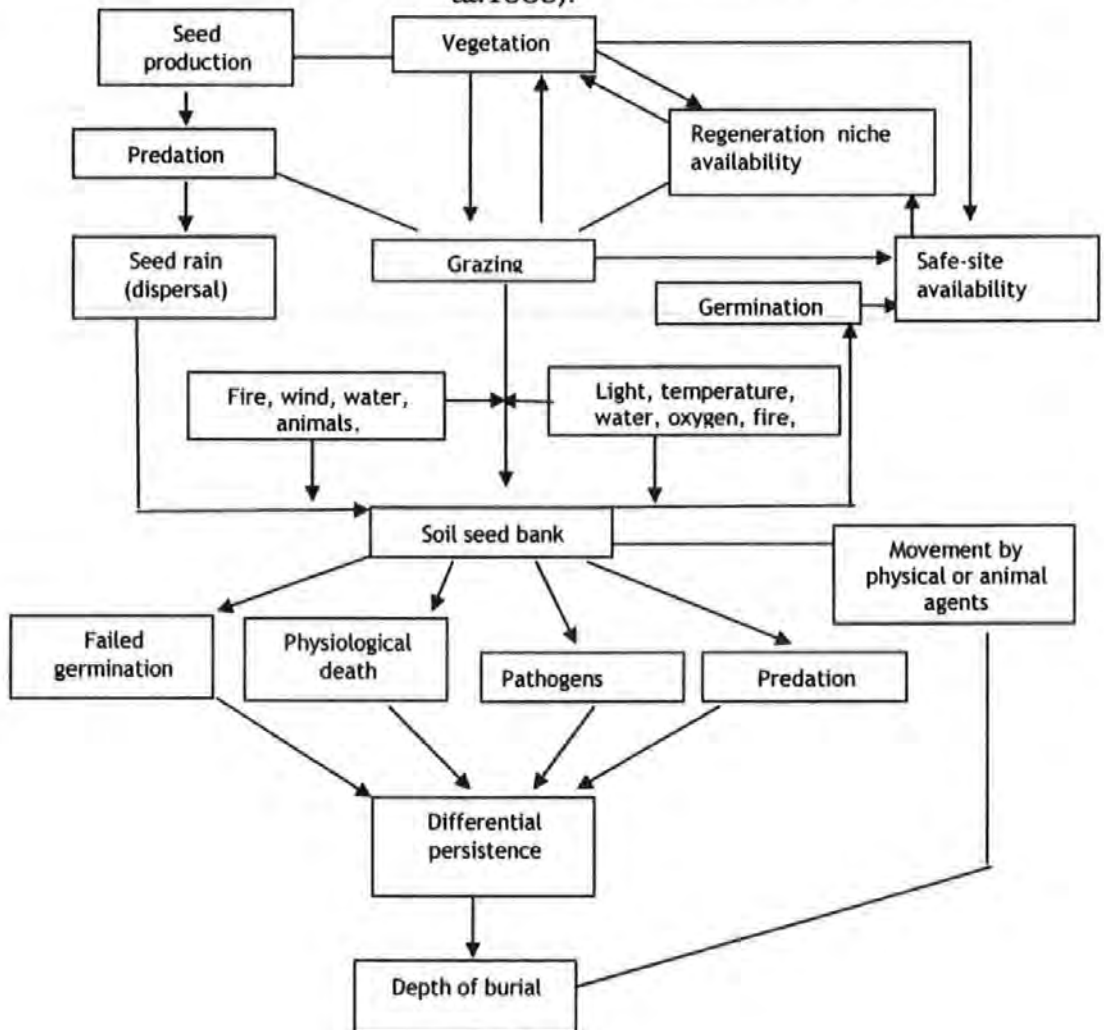 Seed
production
Vegetation
Predation
Regeneration niche
availability
Seed rain
(dispersal)
Grazing
Safe-site
availability
Germination
Fire, wind, water,
animals.
Light, temperature,
water, oxygen, fire,
Soil seed bank
Movement by
physical or animal
agents
Failed
germination
Physiological
death
Pathogens
Predation
Differential
persistence
Depth of burial